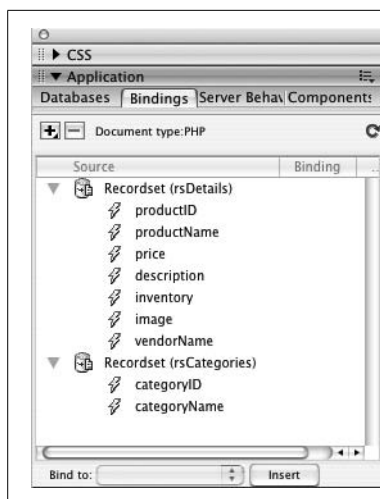 CSS
Application
Databases Bindings Server Behav Components
Document type:PHP
Source Binding ...
Recordset (rsDetails)
productID
productName
price
description
inventory
image
vendorName
Recordset (rsCategories)
categoryID
categoryName
Bind to: Insert